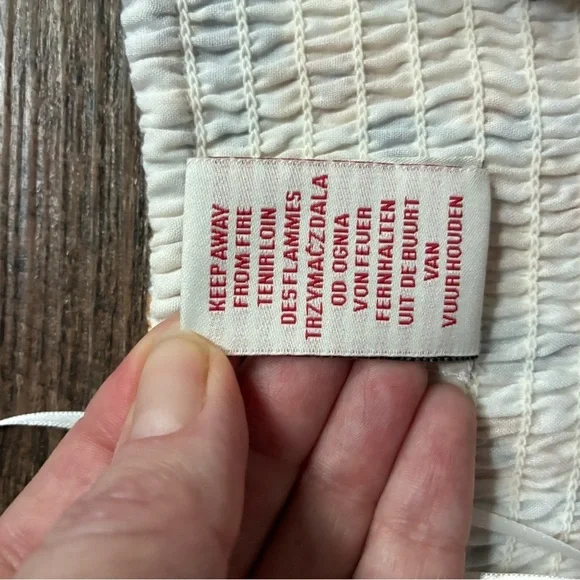 KEEP AWAY
FROM FIRE
TENIR LOIN
DES FLAMMES
TRZYMAĆ ZDALA
OD OGNIA
VON FEUER
FERNHALTEN
UIT DE BUURT
VAN
VUUR HOUDEN